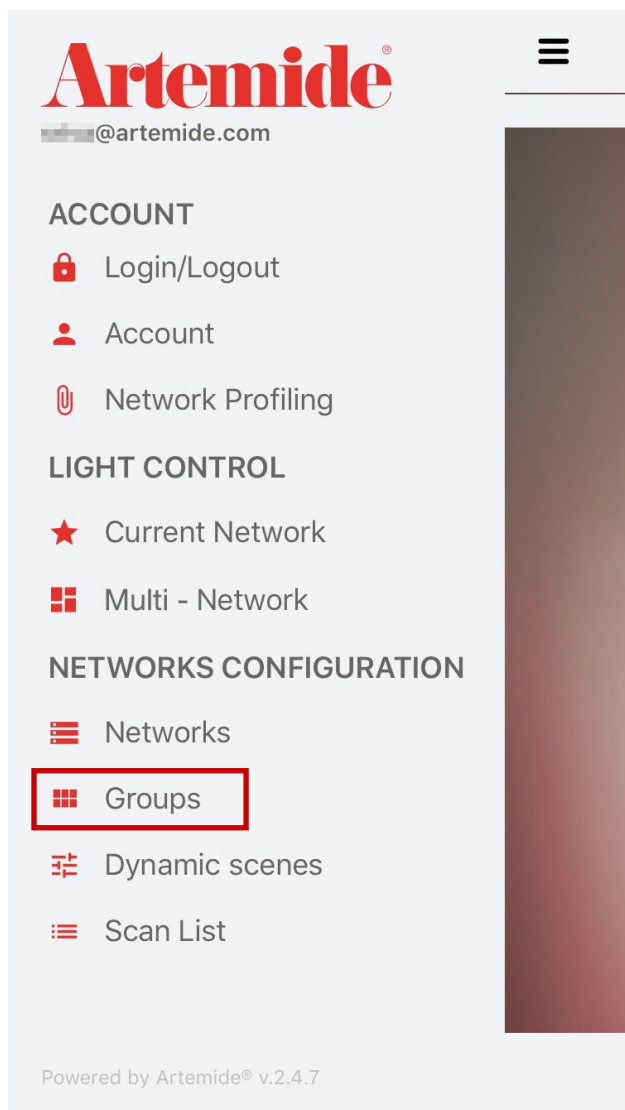 Artemide®
@artemide.com
ACCOUNT
Login/Logout
Account
Network Profiling
LIGHT CONTROL
Current Network
Multi - Network
NETWORKS CONFIGURATION
Networks
Groups
Dynamic scenes
Scan List
Powered by Artemide® v.2.4.7